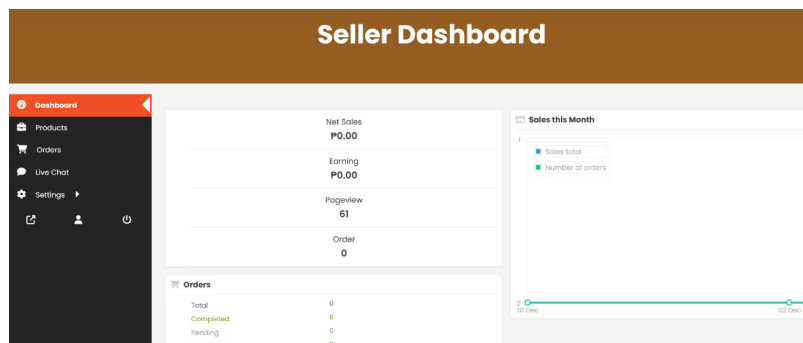 Seller Dashboard
Dashboard
Products
Orders
Live Chat
Settings
Net Sales
₱0.00
Earning
₱0.00
Pageview
61
Order
0
Orders
Total 0
Completed 0
Pending 0
Sales this Month
1
Sales total
Number of orders
0
01 Dec 02 Dec